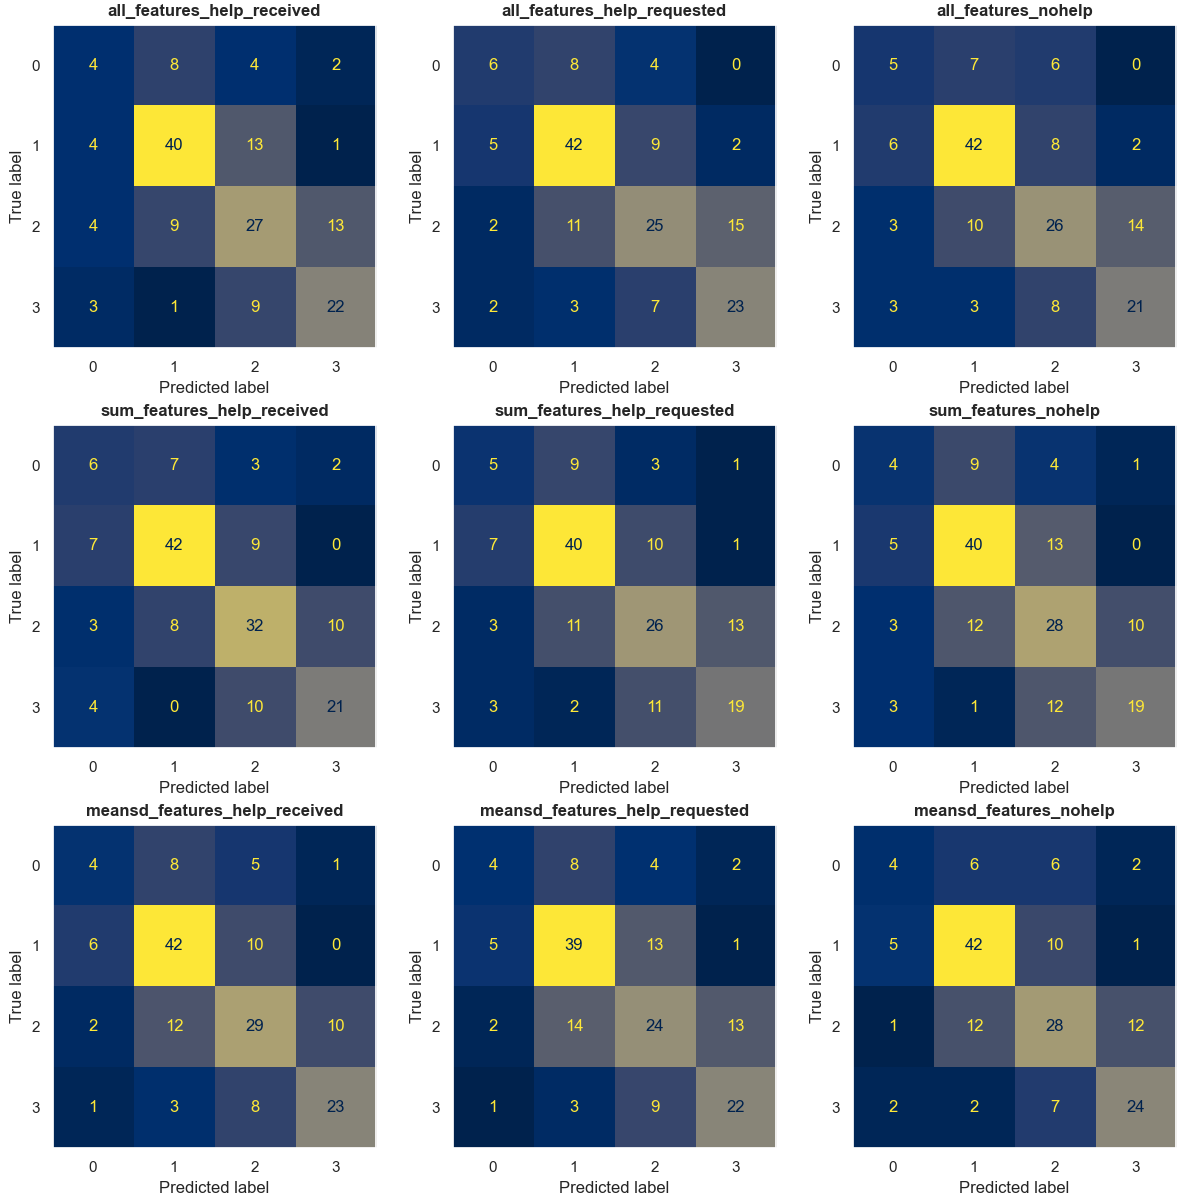 all_features_help_received all_features_help_requested all_features_nohelp
0 4 8 4 2 0 6 8 4 0 0 5 7 6 0
1 4 40 13 1 1 5 42 9 2 1 6 42 8 2
True label True label True label
2 4 9 27 13 2 2 11 25 15 2 3 10 26 14
3 3 1 9 22 3 2 3 7 23 3 3 3 8 21
0 1 2 3 0 1 2 3 0 1 2 3
Predicted label Predicted label Predicted label
sum_features_help_received sum_features_help_requested sum_features_nohelp
0 6 7 3 2 0 5 9 3 1 0 4 9 4 1
1 7 42 9 0 1 7 40 10 1 1 5 40 13 0
True label True label True label
2 3 8 32 10 2 3 11 26 13 2 3 12 28 10
3 4 0 10 21 3 3 2 11 19 3 3 1 12 19
0 1 2 3 0 1 2 3 0 1 2 3
Predicted label Predicted label Predicted label
meansd_features_help_received meansd_features_help_requested meansd_features_nohelp
0 4 8 5 1 0 4 8 4 2 0 4 6 6 2
1 6 42 10 0 1 5 39 13 1 1 5 42 10 1
True label True label True label
2 2 12 29 10 2 2 14 24 13 2 1 12 28 12
3 1 3 8 23 3 1 3 9 22 3 2 2 7 24
0 1 2 3 0 1 2 3 0 1 2 3
Predicted label Predicted label Predicted label